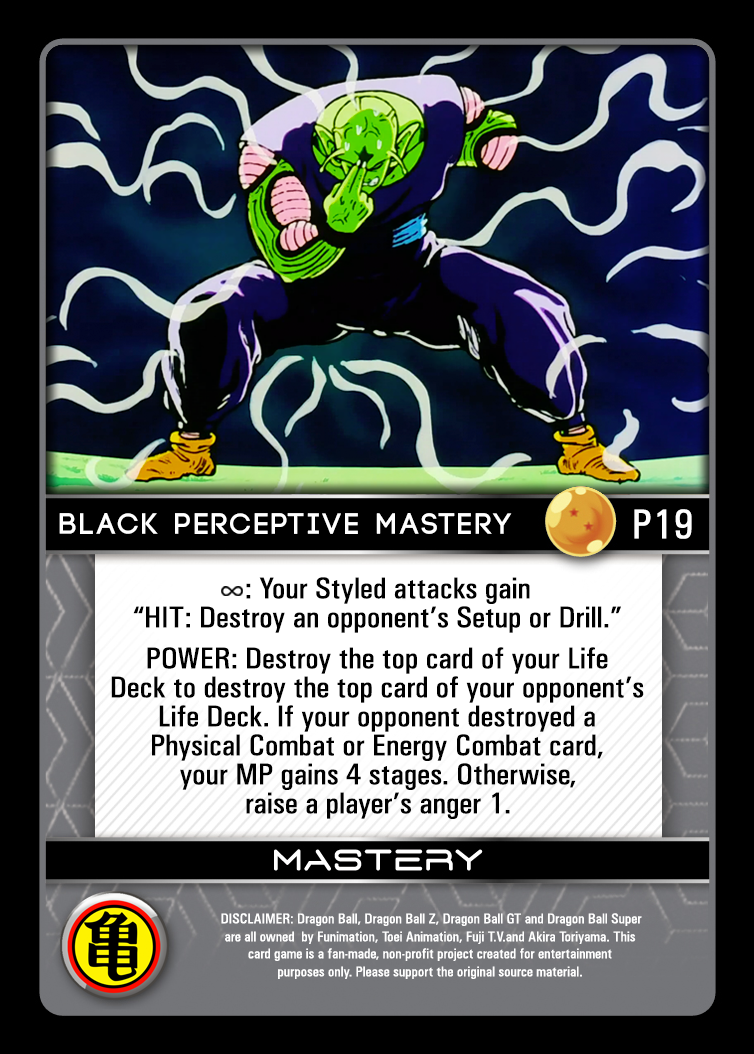 BLACK PERCEPTIVE MASTERY P19
∞: Your Styled attacks gain
“HIT: Destroy an opponent’s Setup or Drill.”
POWER: Destroy the top card of your Life
Deck to destroy the top card of your opponent’s
Life Deck. If your opponent destroyed a
Physical Combat or Energy Combat card,
your MP gains 4 stages. Otherwise,
raise a player’s anger 1.
MASTERY
亀
DISCLAIMER: Dragon Ball, Dragon Ball Z, Dragon Ball GT and Dragon Ball Super
are all owned by Funimation, Toei Animation, Fuji T.V.and Akira Toriyama. This
card game is a fan-made, non-profit project created for entertainment
purposes only. Please support the original source material.